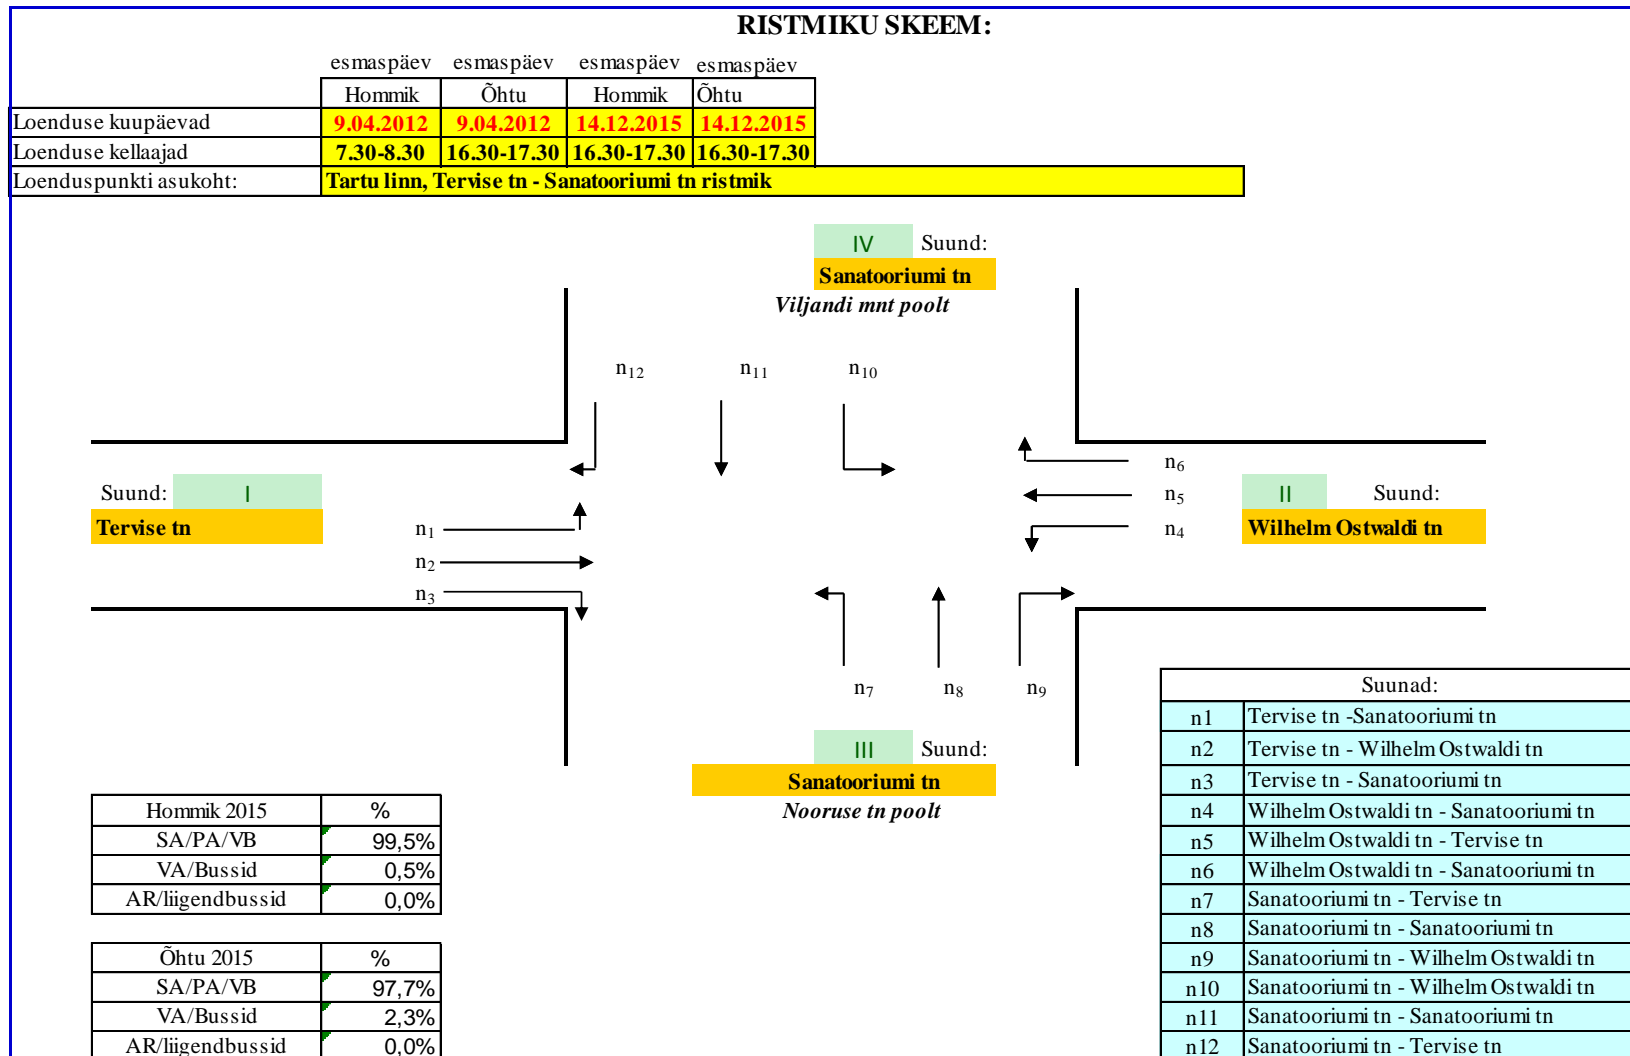 RISTMIKU SKEEM:
esmaspäev esmaspäev esmaspäev esmaspäev
Hommik Õhtu Hommik Õhtu
Loenduse kuupäevad 9.04.2012 9.04.2012 14.12.2015 14.12.2015
Loenduse kellaajad 7.30-8.30 16.30-17.30 16.30-17.30 16.30-17.30
Loenduspunkti asukoht: Tartu linn, Tervise tn - Sanatooriumi tn ristmik
IV Suund:
Sanatooriumi tn
Viljandi mnt poolt
n12 n11 n10
n6
Suund: I
n5
II Suund:
Tervise tn
n1
n4
Wilhelm Ostwaldi tn
n2
n3
n7 n8 n9
III Suund:
Sanatooriumi tn
Nooruse tn poolt
Hommik 2015 %
SA/PA/VB 99,5%
VA/Bussid 0,5%
AR/liigendbussid 0,0%
Õhtu 2015 %
SA/PA/VB 97,7%
VA/Bussid 2,3%
AR/liigendbussid 0,0%
Suunad:
n1 Tervise tn -Sanatooriumi tn
n2 Tervise tn - Wilhelm Ostwaldi tn
n3 Tervise tn - Sanatooriumi tn
n4 Wilhelm Ostwaldi tn - Sanatooriumi tn
n5 Wilhelm Ostwaldi tn - Tervise tn
n6 Wilhelm Ostwaldi tn - Sanatooriumi tn
n7 Sanatooriumi tn - Tervise tn
n8 Sanatooriumi tn - Sanatooriumi tn
n9 Sanatooriumi tn - Wilhelm Ostwaldi tn
n10 Sanatooriumi tn - Wilhelm Ostwaldi tn
n11 Sanatooriumi tn - Sanatooriumi tn
n12 Sanatooriumi tn - Tervise tn